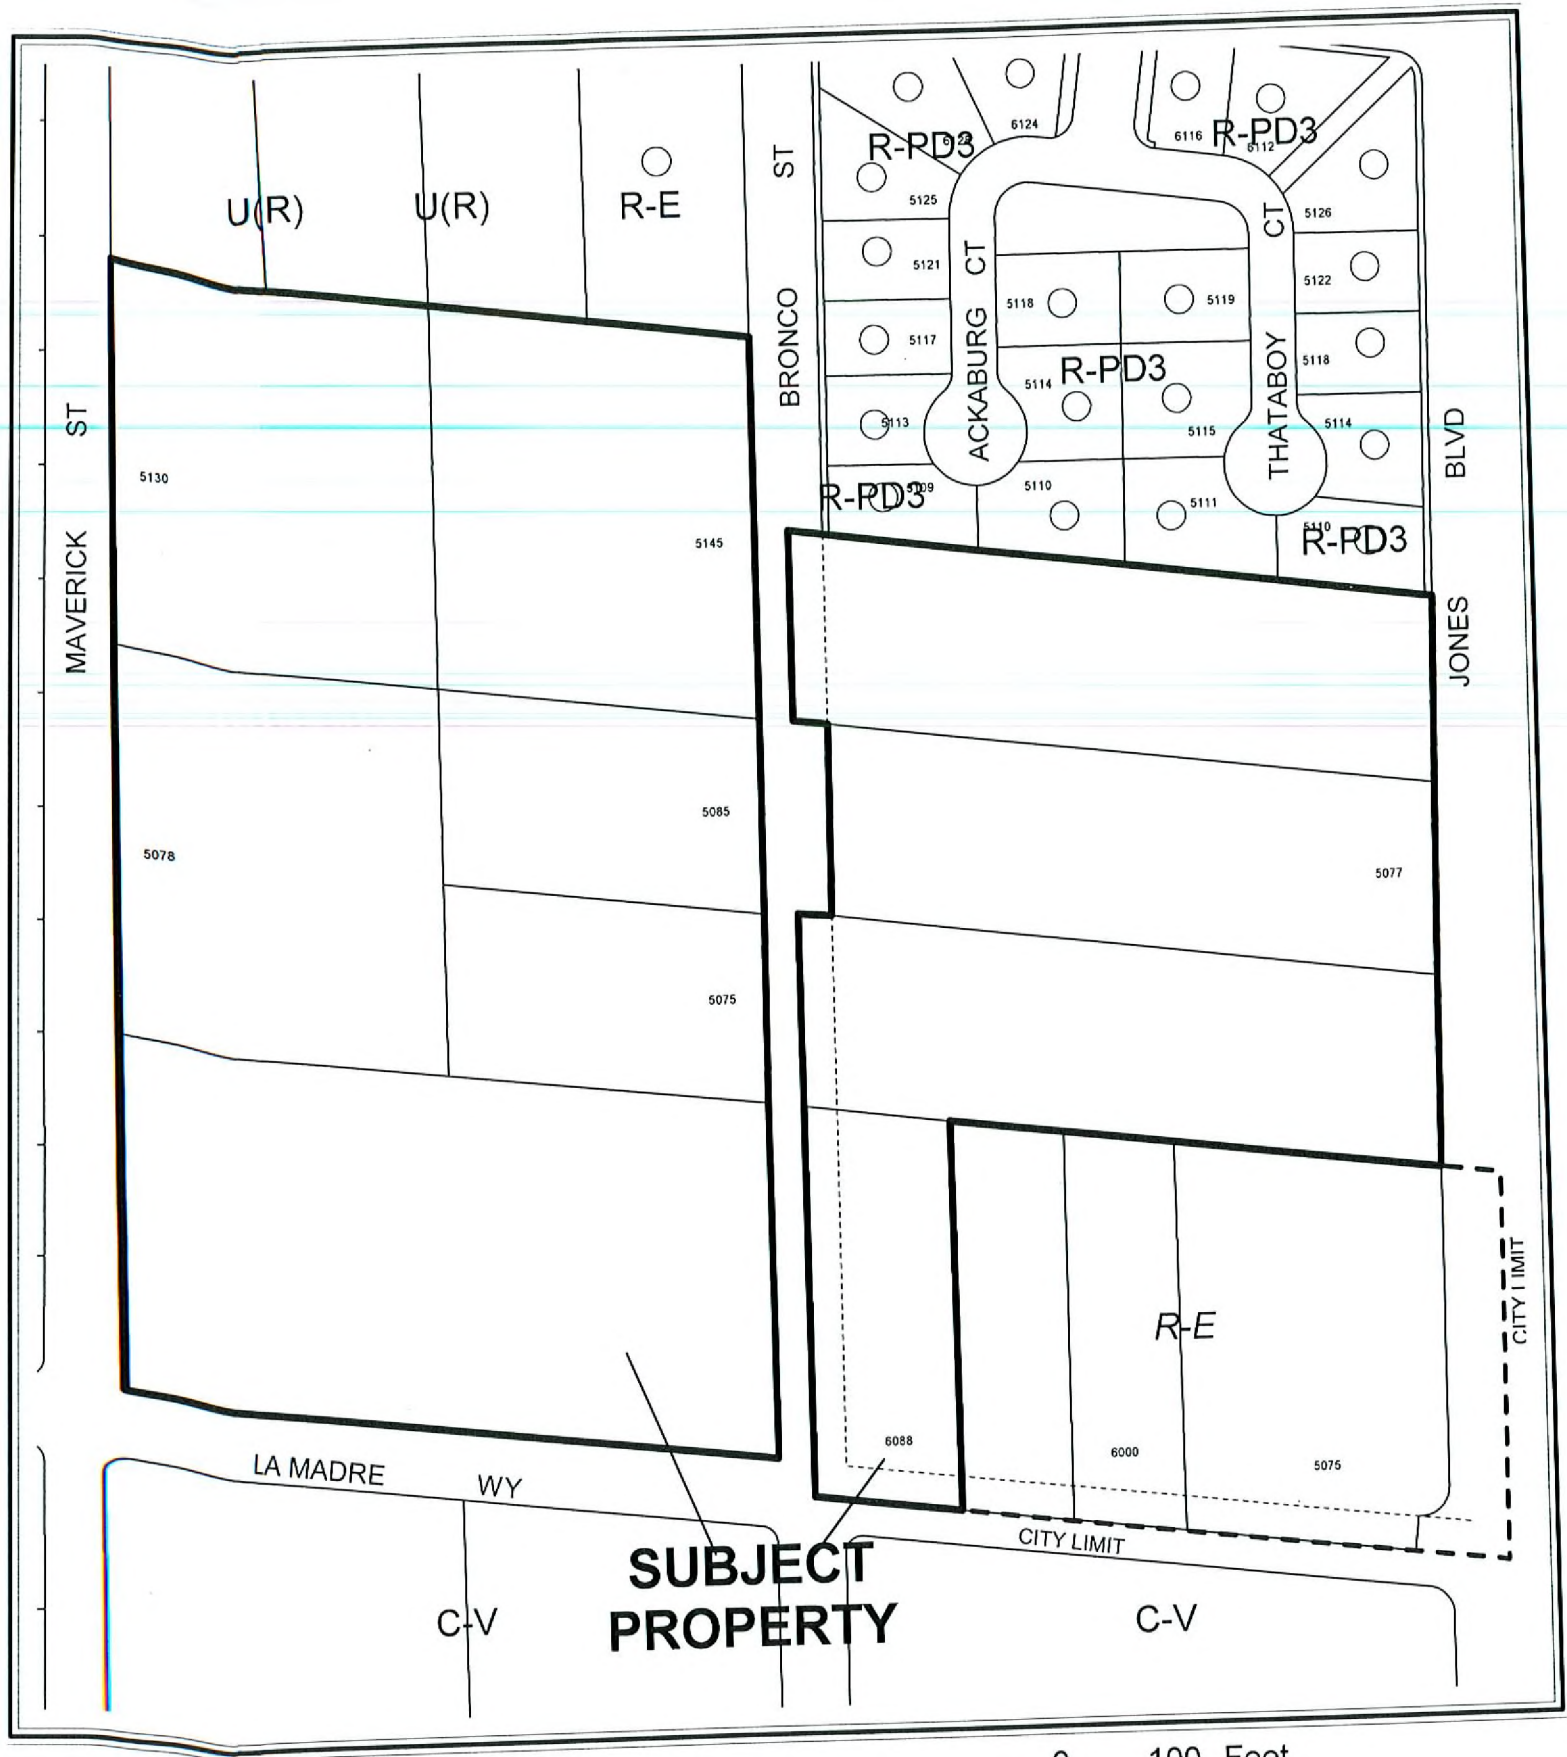 6124
6116
R-PD3
R-PD3
6112
ST
U(R)
U(R)
R-E
5125
5126
CT
CT
5121
5122
5118
5119
BRONCO
ACKABURG
5117
THATABOY
5118
R-PD3
5114
5113
5115
5114
ST
BLVD
5130
R-PD3
5110
5111
5110
R-PD3
5145
MAVERICK
JONES
5085
5078
5077
5075
CITY LIMIT
R-E
6088
6000
5075
LA MADRE WY
CITY LIMIT
SUBJECT
PROPERTY
C-V
C-V